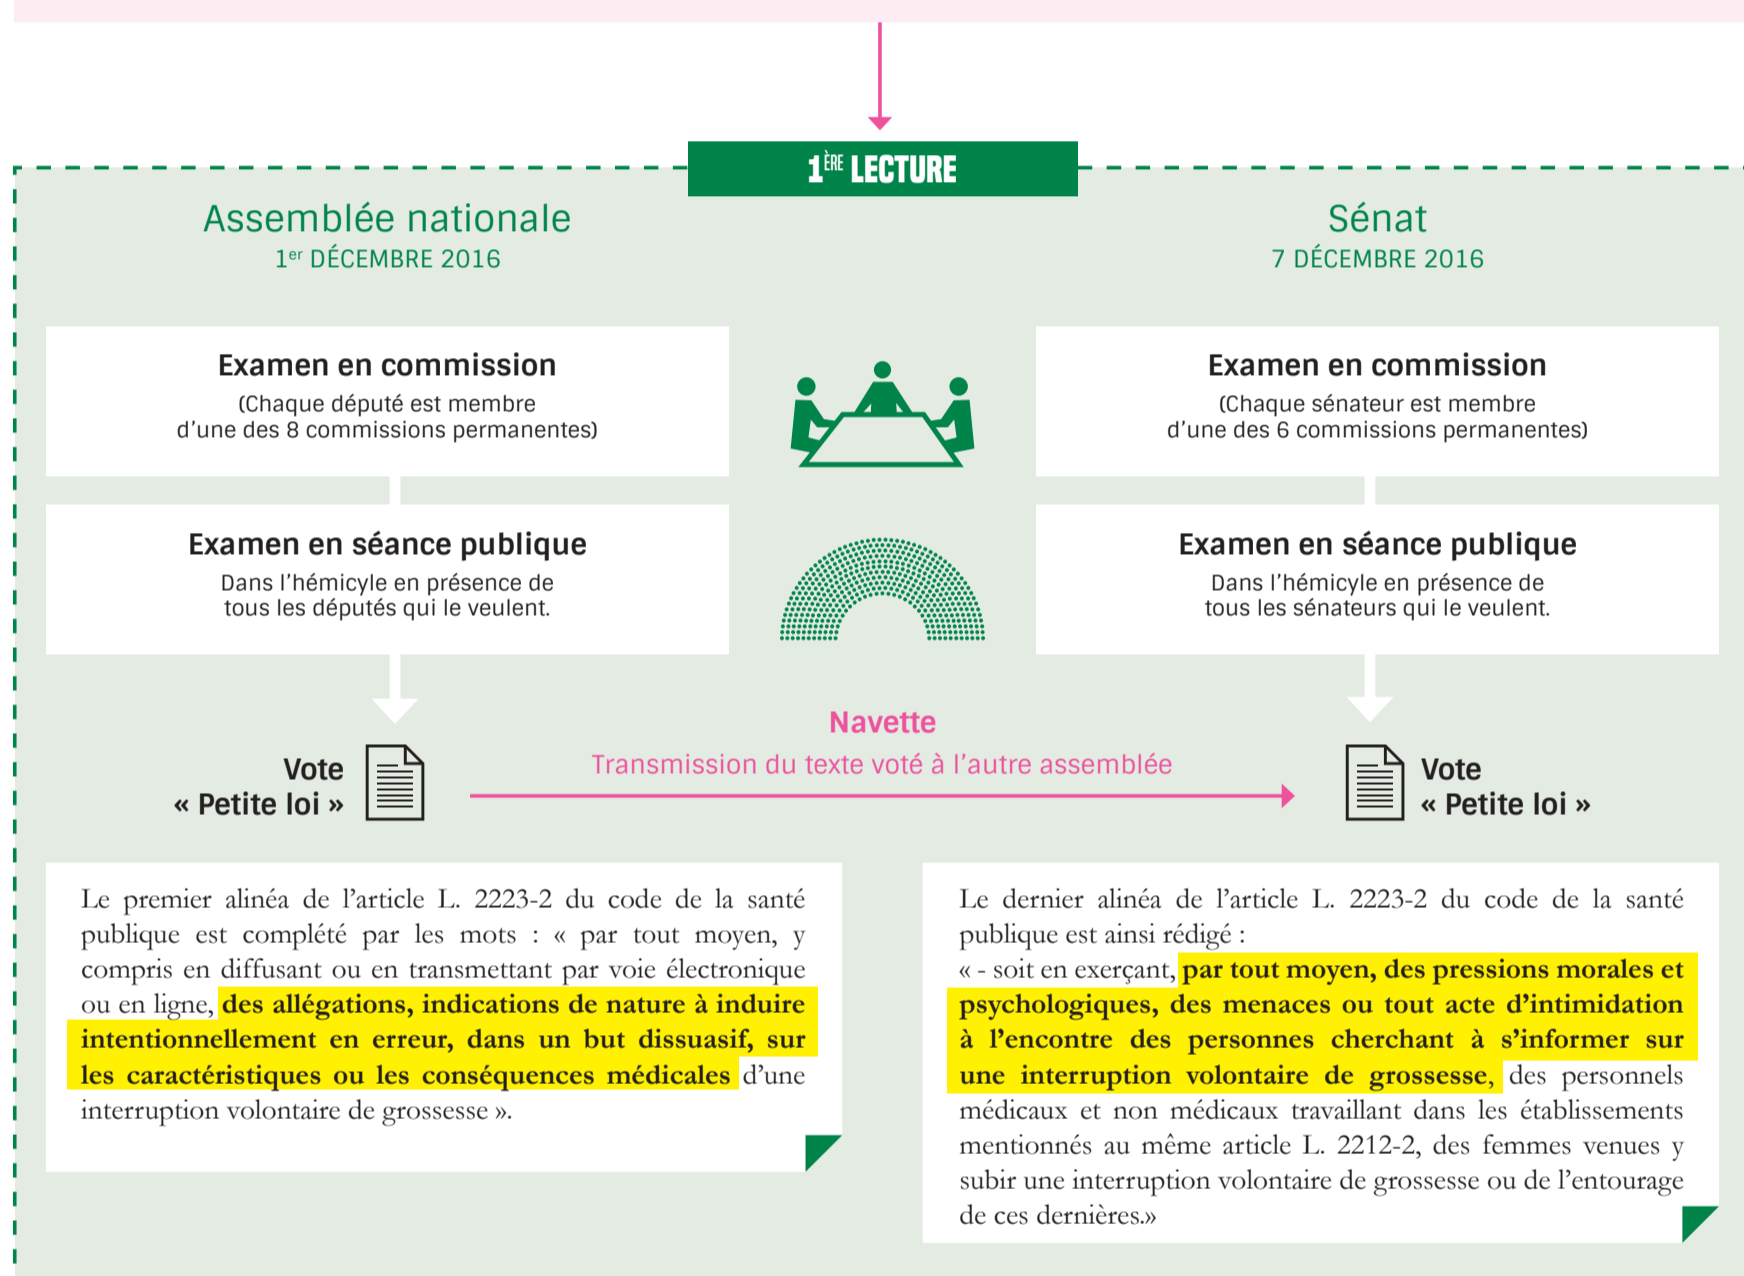 1ÈRE LECTURE
Assemblée nationale
1er DÉCEMBRE 2016
Examen en commission
(Chaque député est membre
d'une des 8 commissions permanentes)
Examen en séance publique
Dans l'hémicyle en présence de
tous les députés qui le veulent.
Vote
« Petite loi »
Navette
Transmission du texte voté à l'autre assemblée
Le premier alinéa de l'article L. 2223-2 du code de la santé
publique est complété par les mots : « par tout moyen, y
compris en diffusant ou en transmettant par voie électronique
ou en ligne, des allégations, indications de nature à induire
intentionnellement en erreur, dans un but dissuasif, sur
les caractéristiques ou les conséquences médicales d'une
interruption volontaire de grossesse ».
Sénat
7 DÉCEMBRE 2016
Examen en commission
(Chaque sénateur est membre
d'une des 6 commissions permanentes)
Examen en séance publique
Dans l'hémicyle en présence de
tous les sénateurs qui le veulent.
Vote
« Petite loi »
Le dernier alinéa de l'article L. 2223-2 du code de la santé
publique est ainsi rédigé :
« - soit en exerçant, par tout moyen, des pressions morales et
psychologiques, des menaces ou tout acte d'intimidation
à l'encontre des personnes cherchant à s'informer sur
une interruption volontaire de grossesse, des personnels
médicaux et non médicaux travaillant dans les établissements
mentionnés au même article L. 2212-2, des femmes venues y
subir une interruption volontaire de grossesse ou de l'entourage
de ces dernières.»